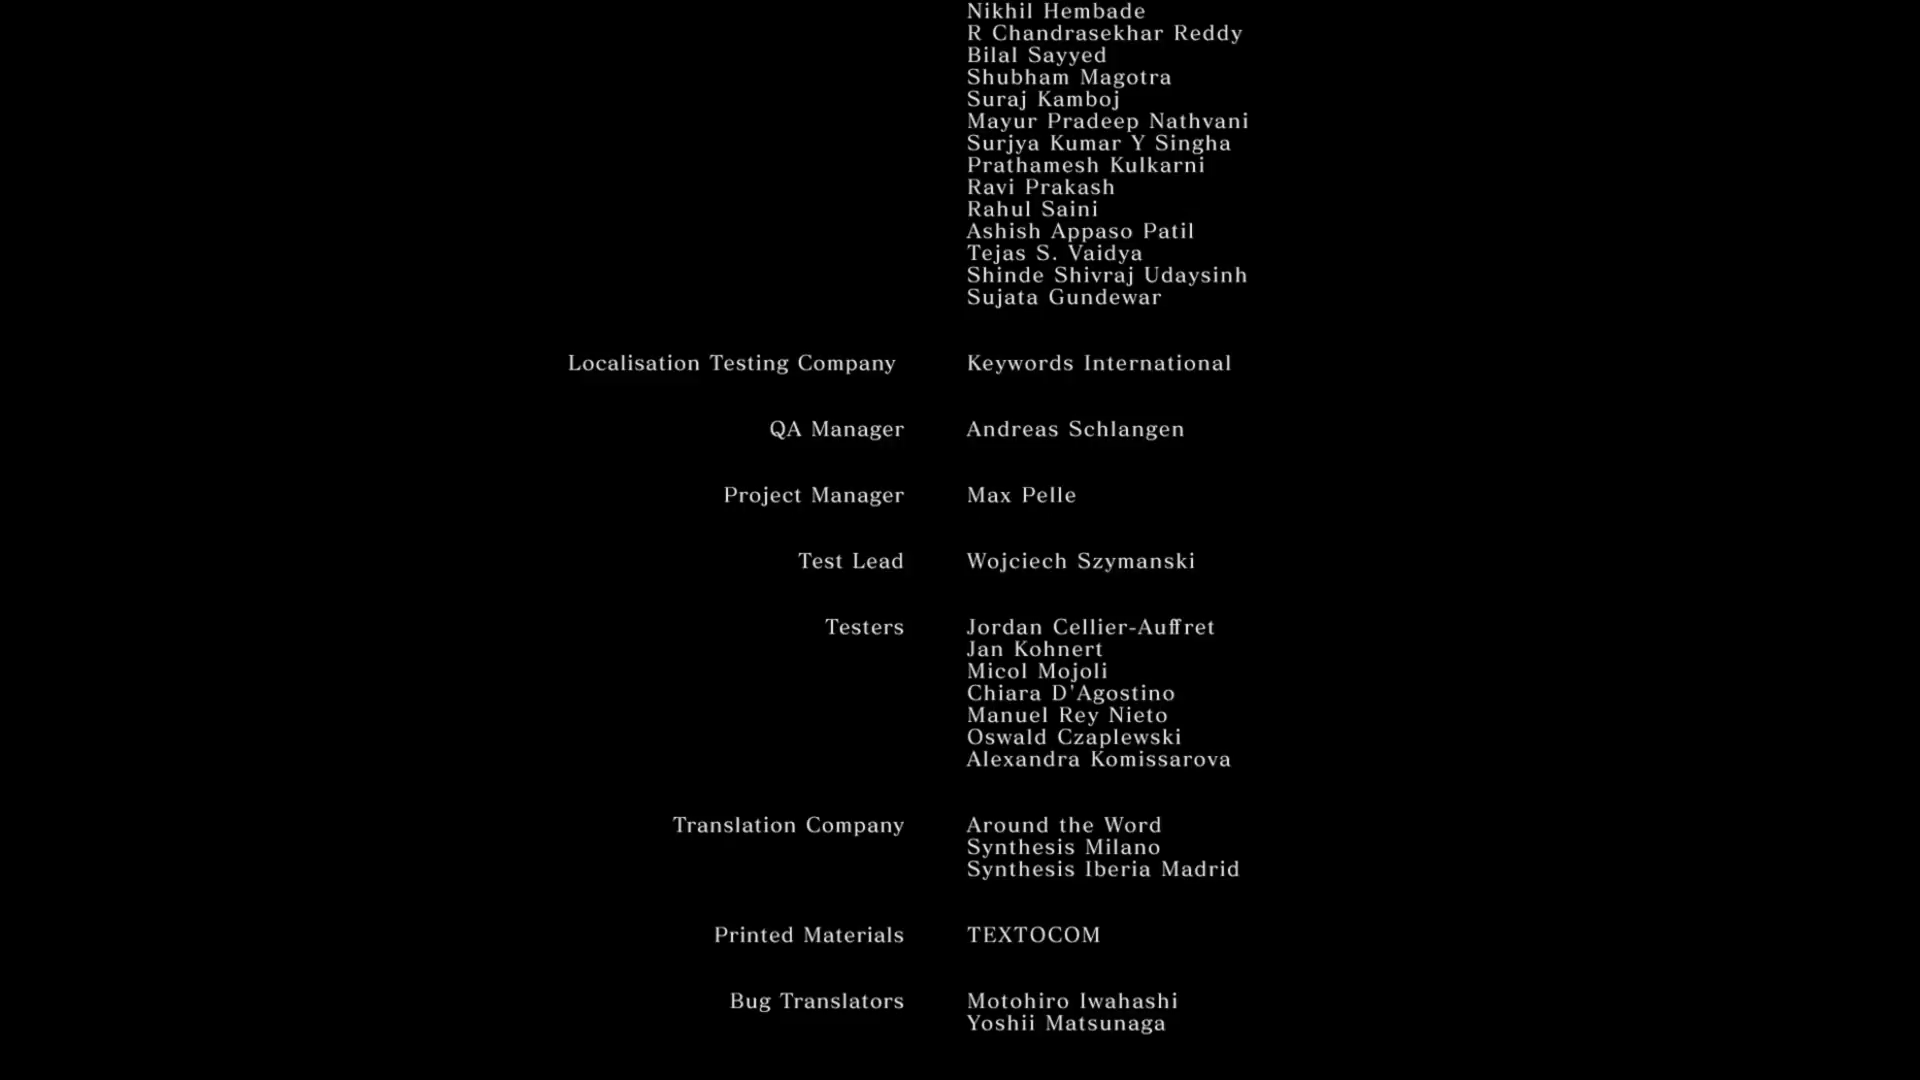 Nikhil Hembade
R Chandrasekhar Reddy
Bilal Sayyed
Shubham Magotra
Suraj Kamboj
Mayur Pradeep Nathvani
Surjya Kumar Y Singha
Prathamesh Kulkarni
Ravi Prakash
Rahul Saini
Ashish Appaso Patil
Tejas S. Vaidya
Shinde Shivraj Udaysinh
Sujata Gundewar
Localisation Testing Company Keywords International
QA Manager Andreas Schlangen
Project Manager Max Pelle
Test Lead Wojciech Szymanski
Testers Jordan Cellier-Auffret
Jan Kohnert
Micol Mojoli
Chiara D'Agostino
Manuel Rey Nieto
Oswald Czaplewski
Alexandra Komissarova
Translation Company Around the Word
Synthesis Milano
Synthesis Iberia Madrid
Printed Materials TEXTOCOM
Bug Translators Motohiro Iwahashi
Yoshii Matsunaga